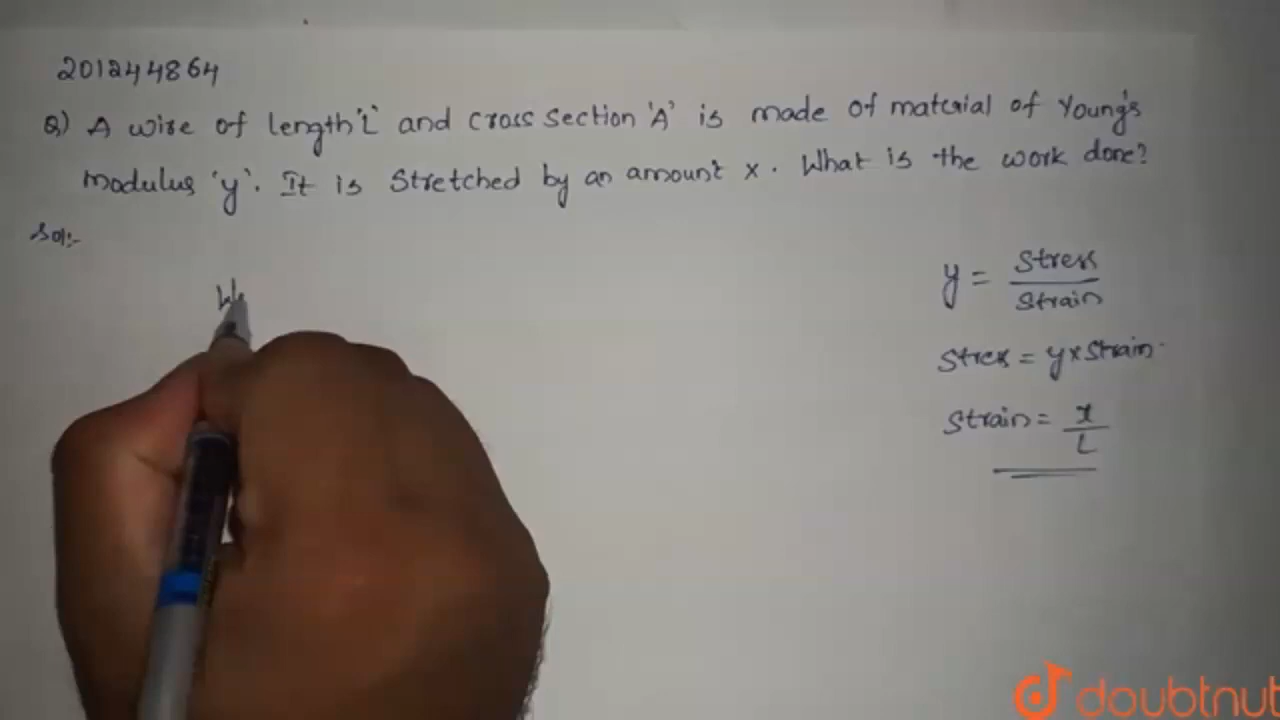 201244864
Q) A wire of length 'L' and cross section 'A' is made of material of Young's
modulus 'y'. It is stretched by an amount x. What is the work done?
Sol:-
y = Stress / Strain
Stress = y x Strain.
Strain = x / L
W
doubtnut